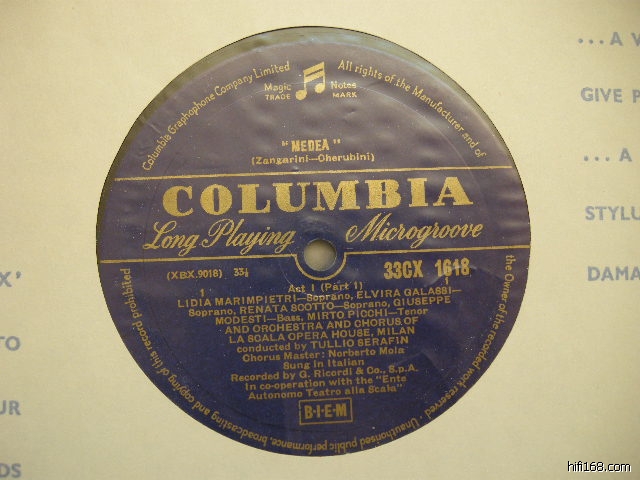 ...A V
GIVE P
...A
STYLU
DAMA
X'
TO
UR
DS
Columbia Graphophone Company Limited
All rights of the Manufacturer and of
the Owner of the recorded work reserved · Unauthorised public performance, broadcasting and copying of this record prohibited
Magic Notes
TRADE MARK
"MEDEA"
(Zangarini—Cherubini)
COLUMBIA
Long Playing Microgroove
(XBX.9018) 33⅓ 33CX 1618
1 Act I (Part 1) 1
LIDIA MARIMPIETRI—Soprano, ELVIRA GALASSI—
Soprano, RENATA SCOTTO—Soprano, GIUSEPPE
MODESTI—Bass, MIRTO PICCHI—Tenor
AND ORCHESTRA AND CHORUS OF
LA SCALA OPERA HOUSE, MILAN
conducted by TULLIO SERAFIN
Chorus Master: Norberto Mola
Sung in Italian
Recorded by G. Ricordi & Co., S.p.A.
in co-operation with the "Ente
Autonomo Teatro alla Scala"
B·I·E·M
hifi168.com